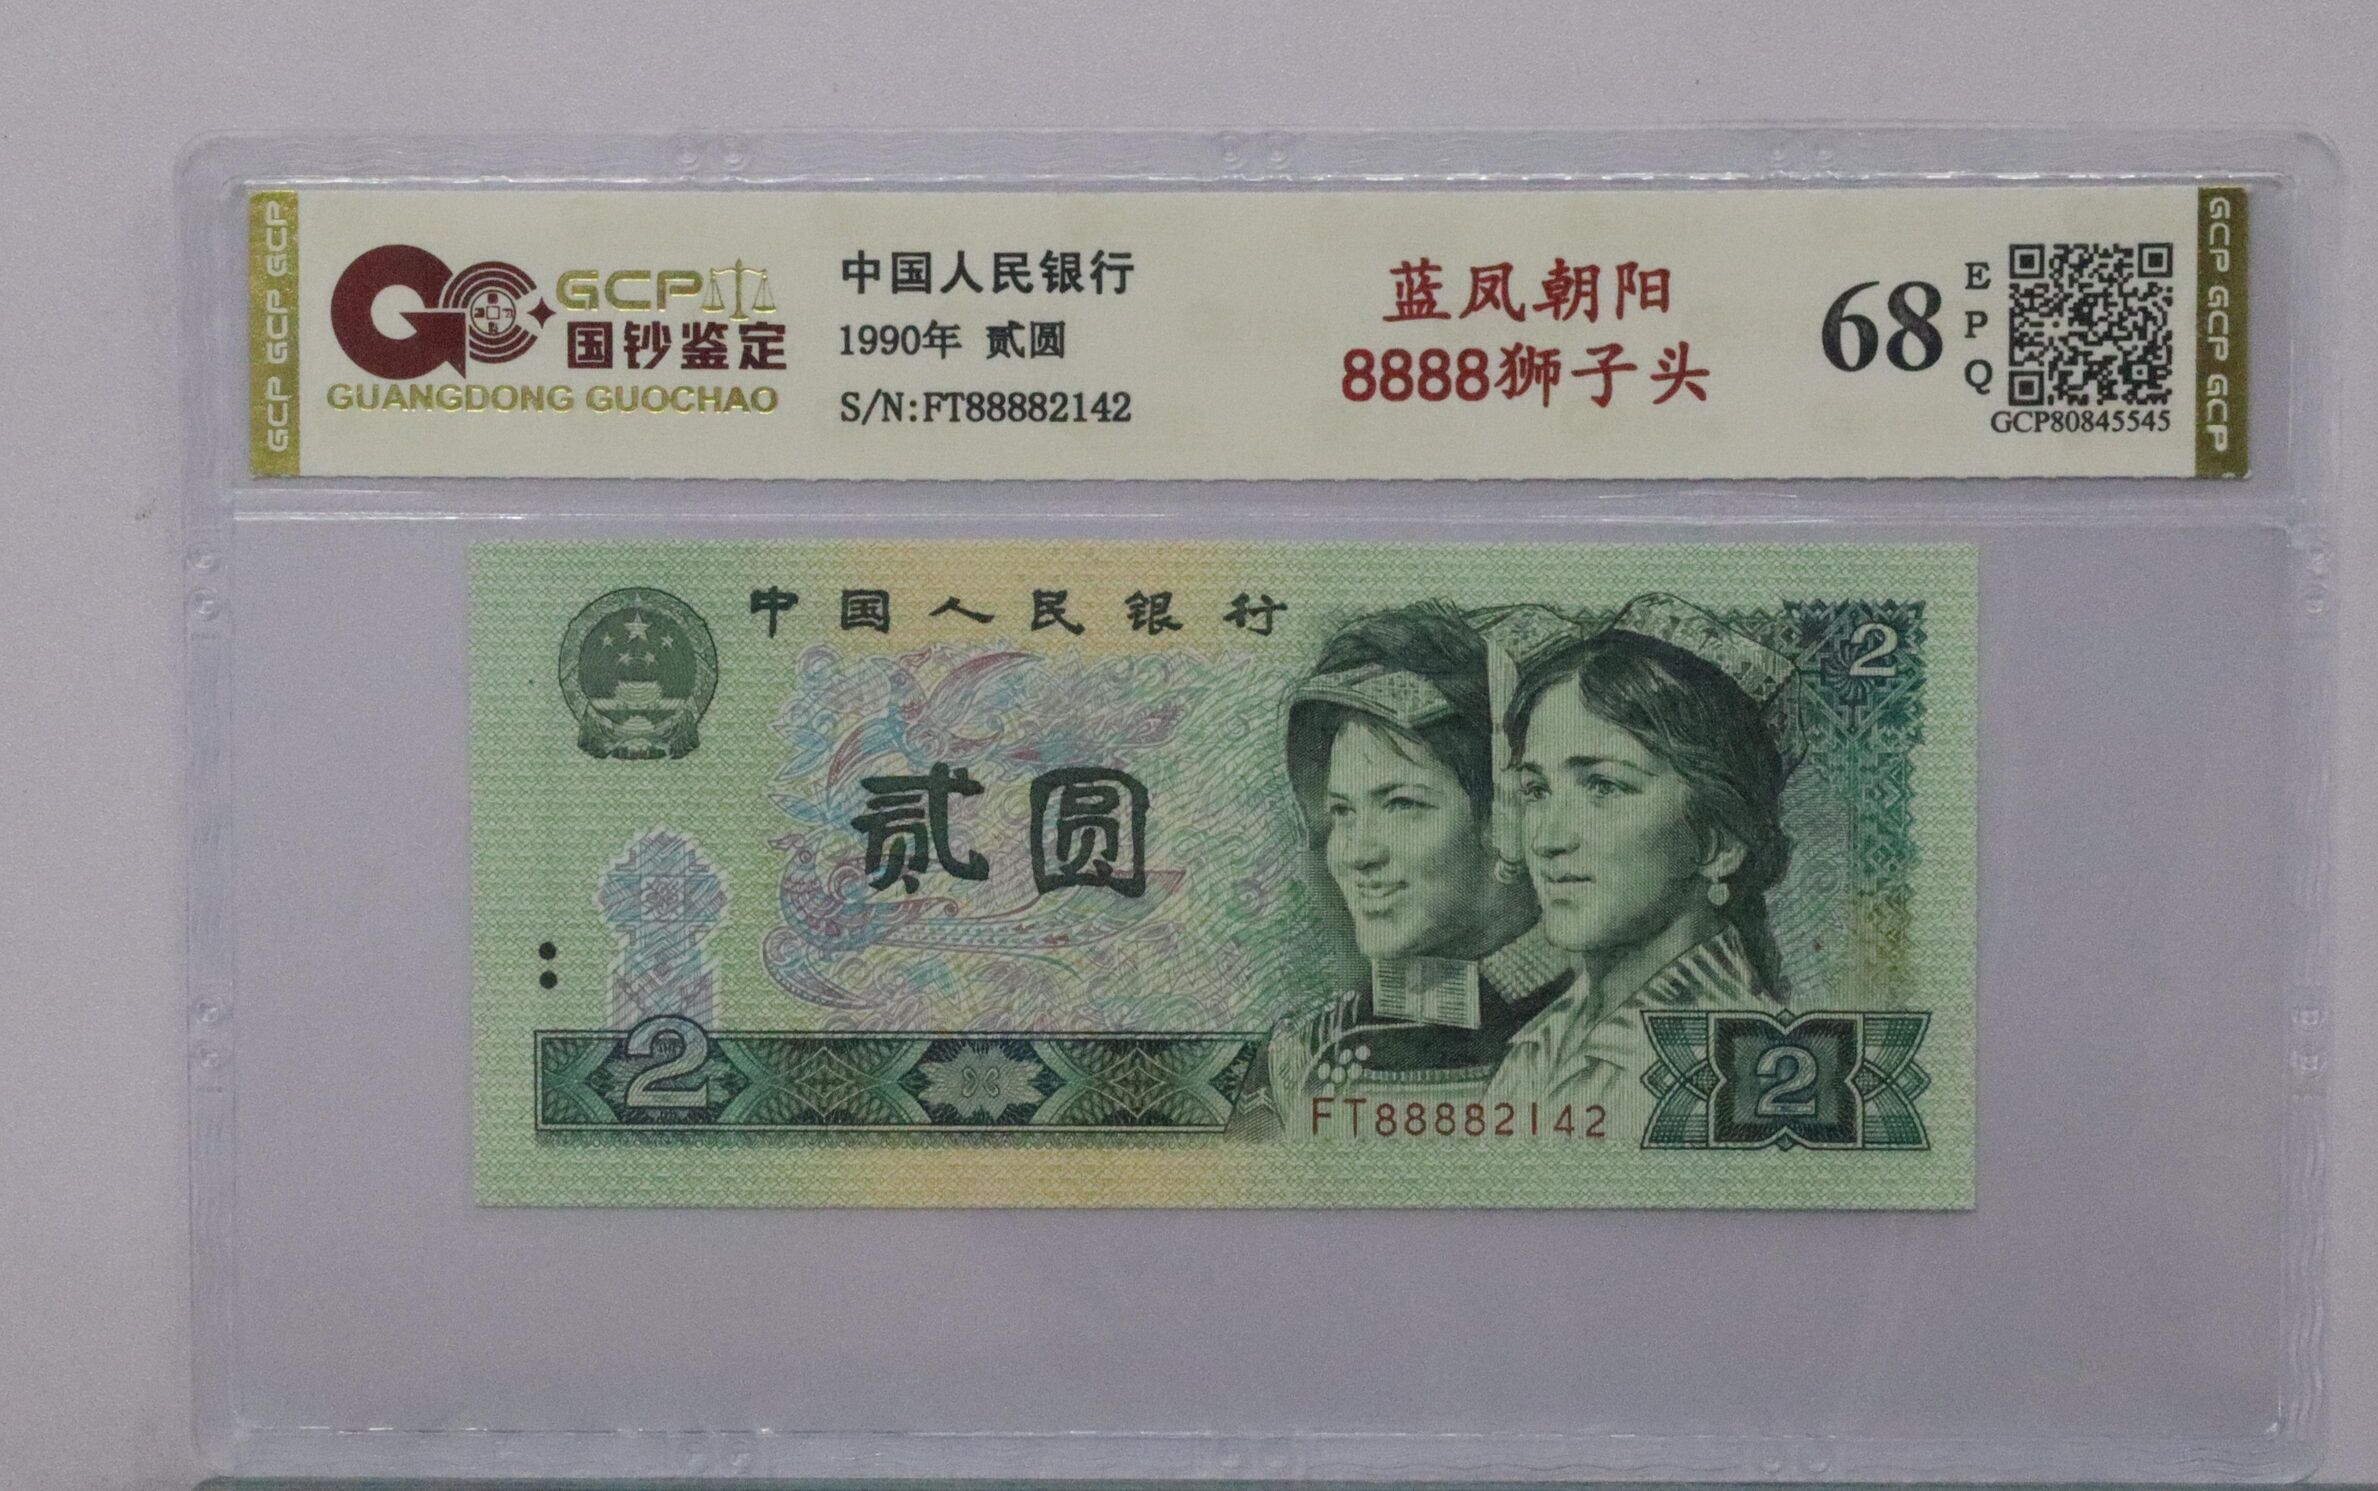 GCP GCP GCP
GCP
国钞鉴定
GUANGDONG GUOCHAO
中国人民银行
1990年 贰圆
S/N:FT88882142
蓝凤朝阳
8888狮子头
68
EPQ
GCP80845545
GCP GCP GCP
中国人民银行
2
贰圆
2
FT88882142
2